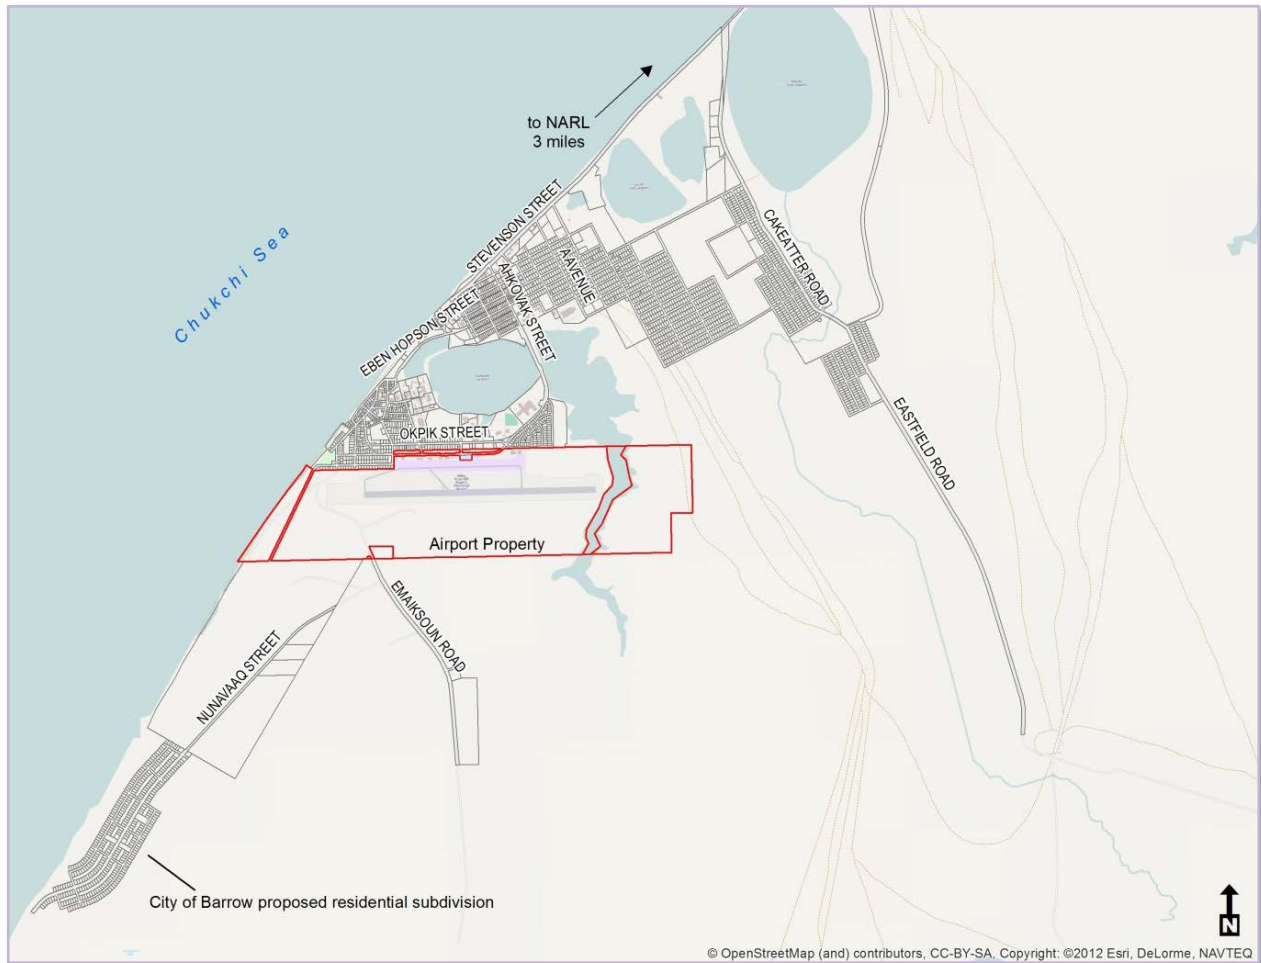 to NARL
3 miles
STEVENSON STREET
CAKEATTER ROAD
Chukchi Sea
A AVENUE
AHKOVAK STREET
EBEN HOPSON STREET
EASTFIELD ROAD
OKPIK STREET
Airport Property
EMAIKSOUN ROAD
NUNAVAAQ STREET
City of Barrow proposed residential subdivision
N
© OpenStreetMap (and) contributors, CC-BY-SA, Copyright: ©2012 Esri, DeLorme, NAVTEQ